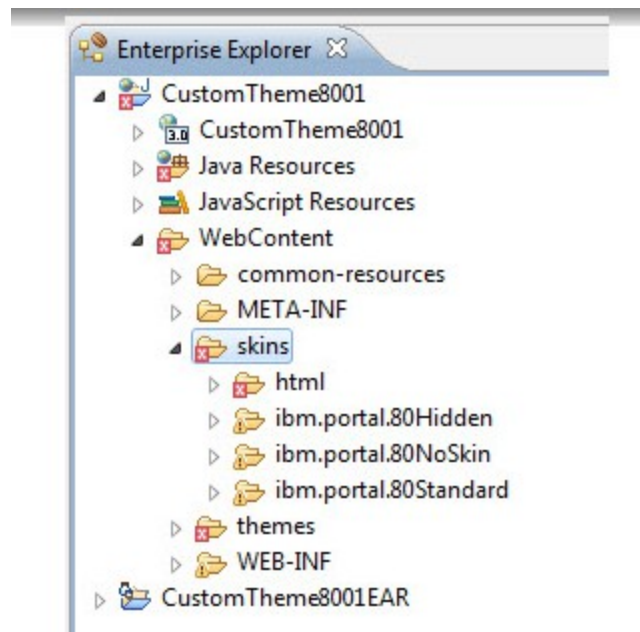 Enterprise Explorer
CustomTheme8001
3.0 CustomTheme8001
Java Resources
JavaScript Resources
WebContent
common-resources
META-INF
skins
html
ibm.portal.80Hidden
ibm.portal.80NoSkin
ibm.portal.80Standard
themes
WEB-INF
CustomTheme8001EAR